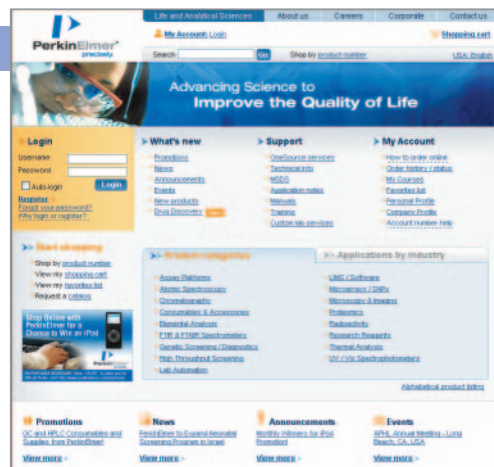 Life and Analytical Sciences
About us
Careers
Corporate
Contact us
My Account: Login
Shopping cart
PerkinElmer
precisely.
Search
Go
Shop by product number
USA, English
Advancing Science to
Improve the Quality of Life
Login
Username
Password
Auto-login
Login
Register
Forgot your password?
Why login or register?
What's new
Promotions
News
Announcements
Events
New products
Drug Discovery
Support
OneSource services
Technical info
MSDS
Application notes
Manuals
Training
Custom lab services
My Account
How to order online
Order history / status
My Courses
Favorites list
Personal Profile
Company Profile
Account number help
Start shopping
Shop by product number
View my shopping cart
View my favorites list
Request a catalog
Shop Online with
PerkinElmer for a
Chance to Win an iPod
PerkinElmer
Product categories
Applications by industry
Assay Platforms
Atomic Spectroscopy
Chromatography
Consumables & Accessories
Elemental Analysis
FTIR & FTNIR Spectrometers
Genetic Screening / Diagnostics
High Throughput Screening
Lab Automation
LIMS / Software
Microarrays / SNPs
Microscopy & Imaging
Proteomics
Radioactivity
Research Reagents
Thermal Analysis
UV / Vis Spectrophotometers
Alphabetical product listing
Promotions
GC and HPLC Consumables and
Supplies from PerkinElmer!
View more
News
PerkinElmer to Expand Neonatal
Screening Program in Israel
View more
Announcements
Monthly Winners for iPod
Promotion!
View more
Events
APHL Annual Meeting - Long
Beach, CA, USA
View more